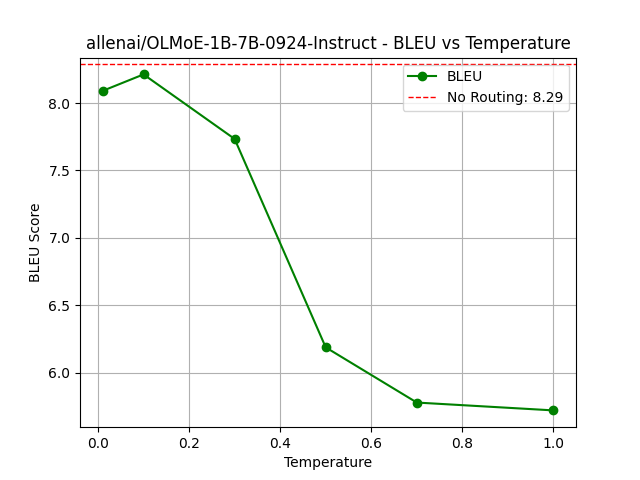 allenai/OLMoE-1B-7B-0924-Instruct - BLEU vs Temperature
BLEU
No Routing: 8.29
8.0
7.5
7.0
6.5
6.0
BLEU Score
0.0 0.2 0.4 0.6 0.8 1.0
Temperature